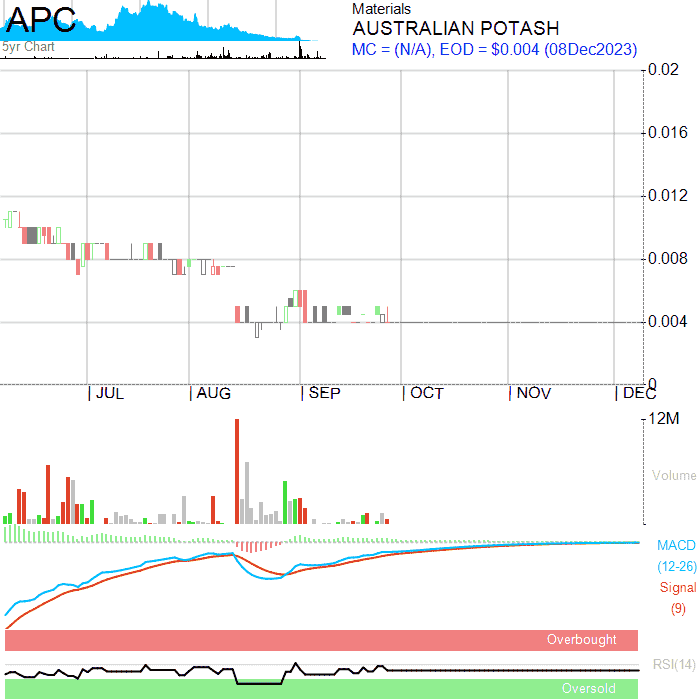 APC
5yr Chart
Materials
AUSTRALIAN POTASH
MC = (N/A), EOD = $0.004 (08Dec2023)
0.02
0.016
0.012
0.008
0.004
0
JUL AUG SEP OCT NOV DEC
12M
Volume
MACD
(12-26)
Signal
(9)
Overbought
RSI(14)
Oversold